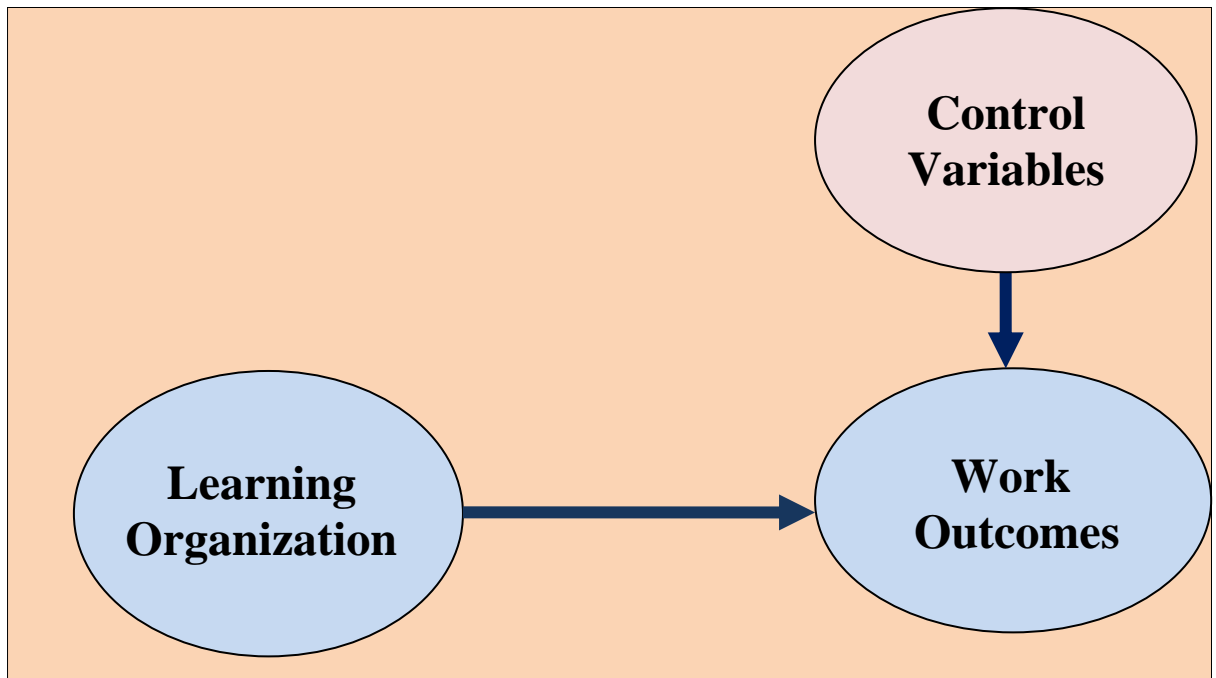 Control
Variables
Learning
Organization
Work
Outcomes